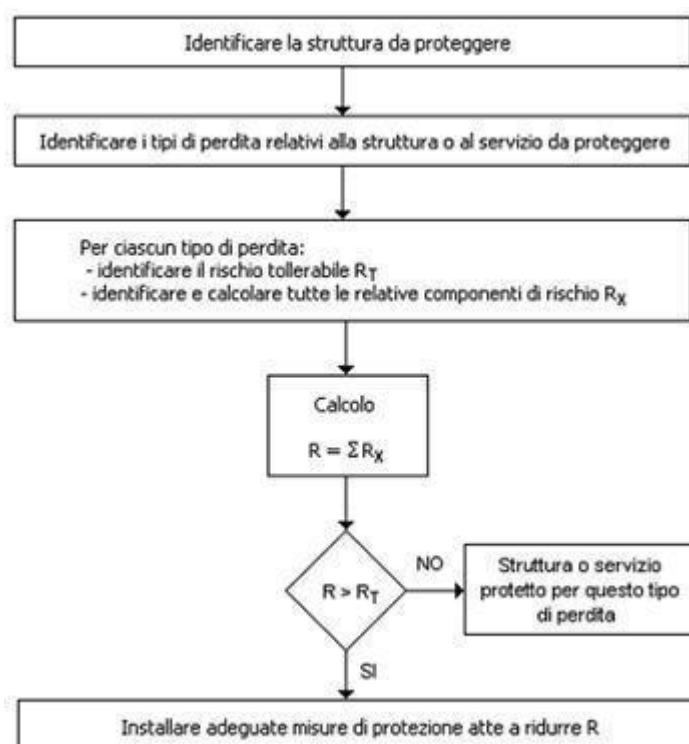 Identificare la struttura da proteggere
Identificare i tipi di perdita relativi alla struttura o al servizio da proteggere
Per ciascun tipo di perdita:
- identificare il rischio tollerabile RT
- identificare e calcolare tutte le relative componenti di rischio RX
Calcolo
R = ΣRX
R > RT
NO
Struttura o servizio
protetto per questo tipo
di perdita
SI
Installare adeguate misure di protezione atte a ridurre R